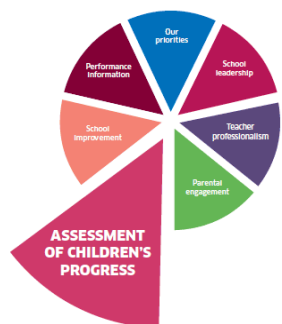 Our
priorities
School
leadership
Teacher
professionalism
Parental
engagement
ASSESSMENT
OF CHILDREN'S
PROGRESS
School
improvement
Performance
information